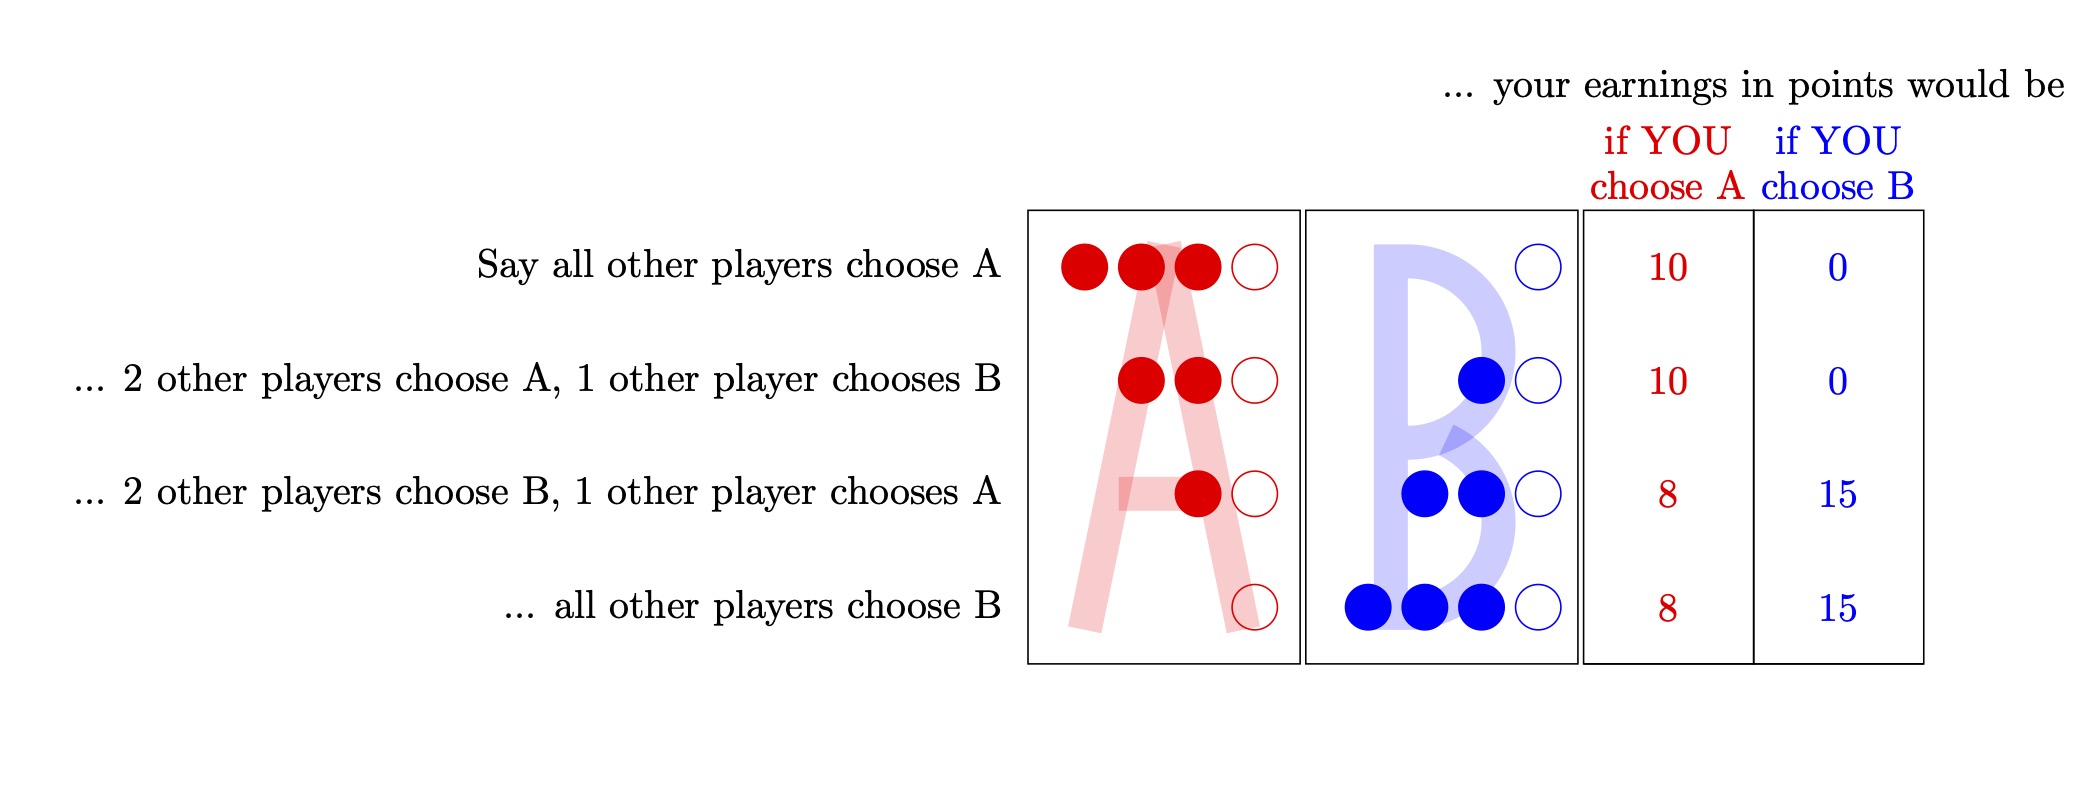 ... your earnings in points would be
if YOU if YOU
choose A choose B
Say all other players choose A 10 0
... 2 other players choose A, 1 other player chooses B 10 0
... 2 other players choose B, 1 other player chooses A 8 15
... all other players choose B 8 15
A B